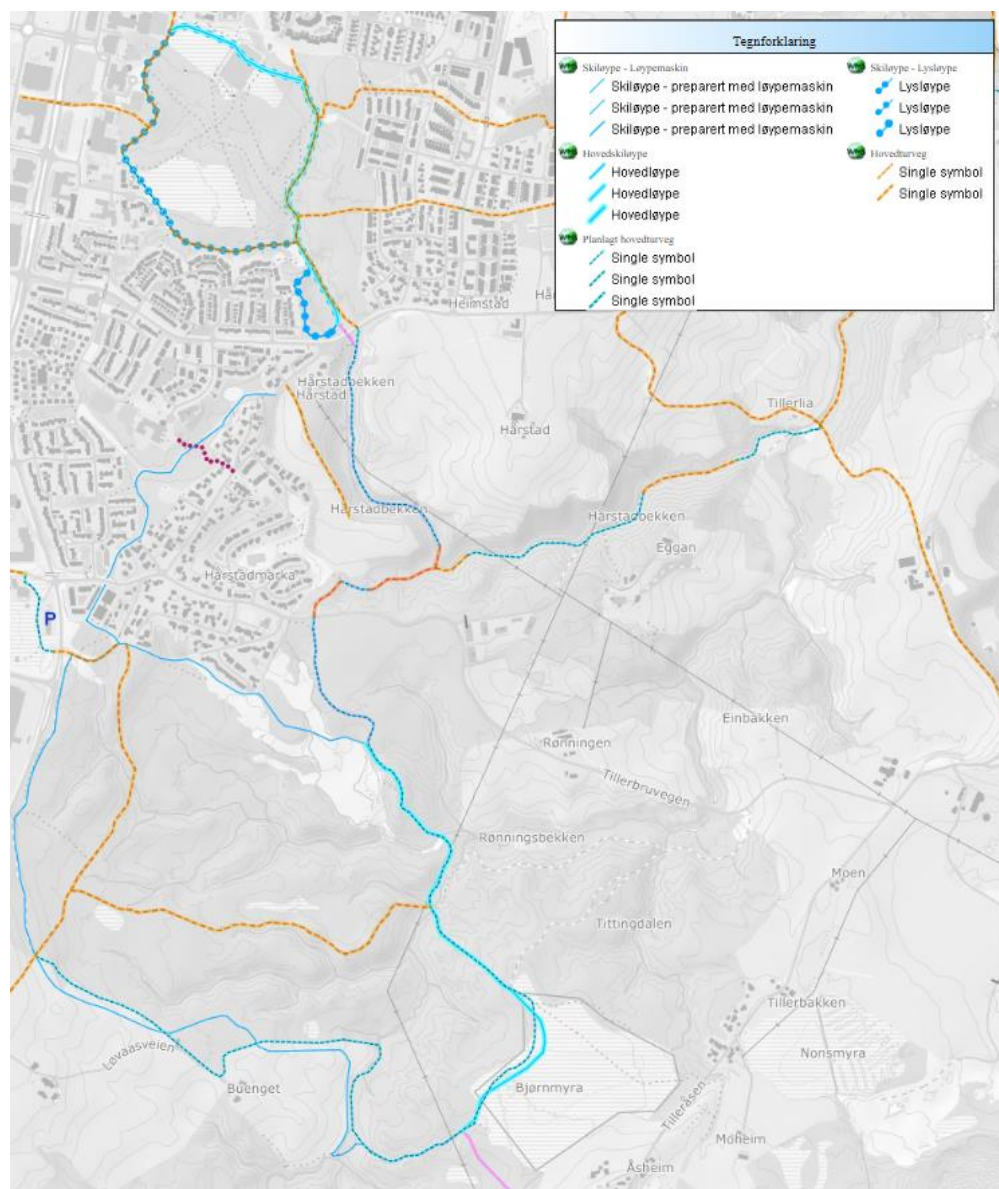 Tegnforklaring
Skiløype - Løypemaskin
Skiløype - preparert med løypemaskin
Skiløype - preparert med løypemaskin
Skiløype - preparert med løypemaskin
Hovedskiløype
Hovedløype
Hovedløype
Hovedløype
Planlagt hovedturveg
Single symbol
Single symbol
Single symbol
Skiløype - Lysløype
Lysløype
Lysløype
Lysløype
Hovedturveg
Single symbol
Single symbol
Heimstad
Hårstadbekken
Hårstad
Tillerlia
Hårstad
Hårstadbekken
Hårstadbekken
Eggan
Hårstadmarka
P
Einbakken
Rønningen
Tillerbruvegen
Rønningsbekken
Moen
Tittingdalen
Tillerbakken
Løvaasveien
Nonsmyra
Buenget
Bjørnmyra
Tilleråsen
Moheim
Åsheim